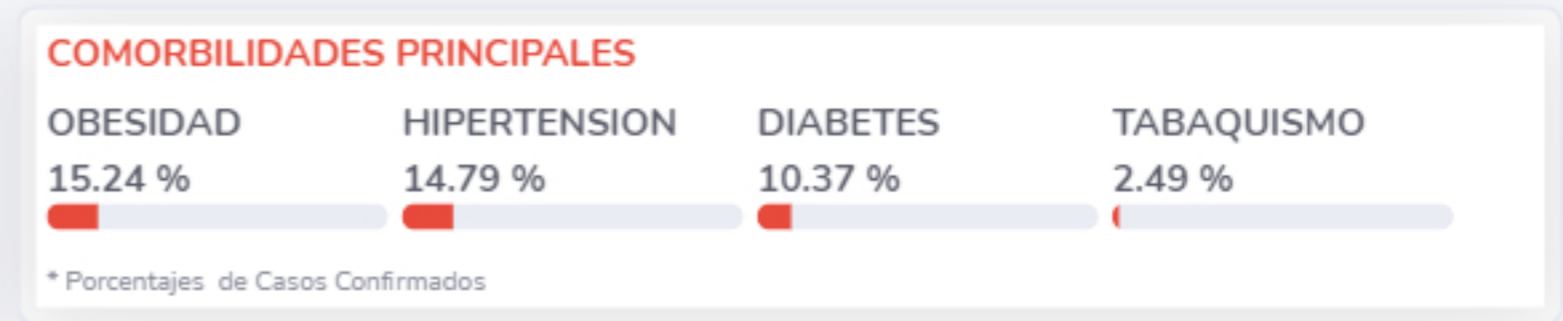 COMORBILIDADES PRINCIPALES
OBESIDAD HIPERTENSION DIABETES TABAQUISMO
15.24 % 14.79 % 10.37 % 2.49 %
* Porcentajes de Casos Confirmados